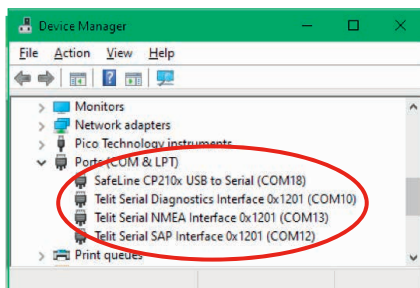 Device Manager
File Action View Help
Monitors
Network adapters
Pico Technology instruments
Ports (COM & LPT)
SafeLine CP210x USB to Serial (COM18)
Telit Serial Diagnostics Interface 0x1201 (COM10)
Telit Serial NMEA Interface 0x1201 (COM13)
Telit Serial SAP Interface 0x1201 (COM12)
Print queues